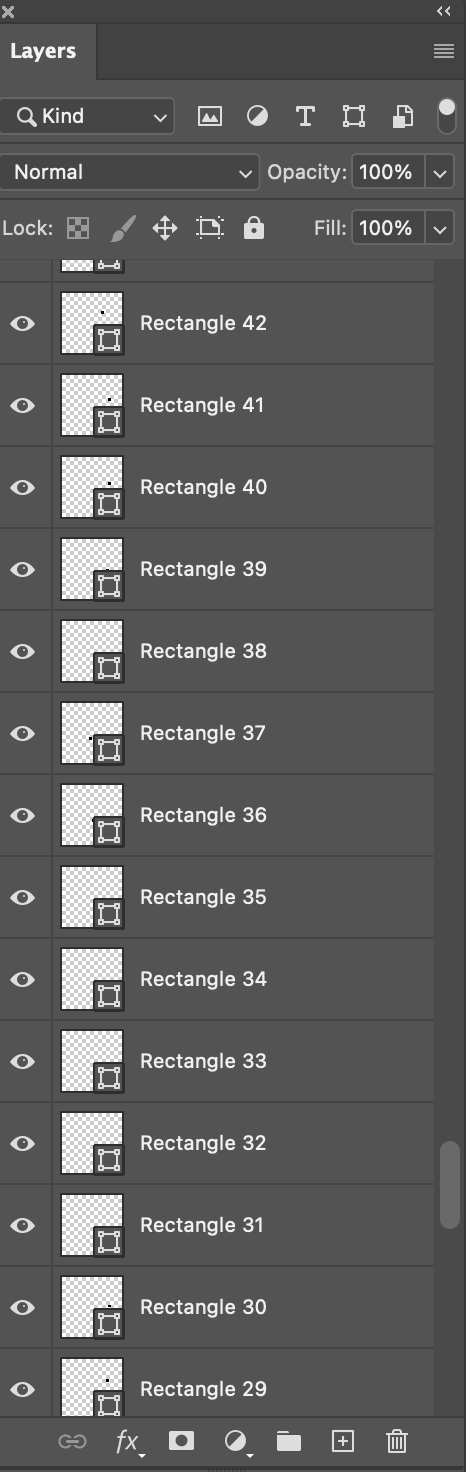 Layers
Kind
Normal Opacity: 100%
Lock: Fill: 100%
Rectangle 42
Rectangle 41
Rectangle 40
Rectangle 39
Rectangle 38
Rectangle 37
Rectangle 36
Rectangle 35
Rectangle 34
Rectangle 33
Rectangle 32
Rectangle 31
Rectangle 30
Rectangle 29
fx